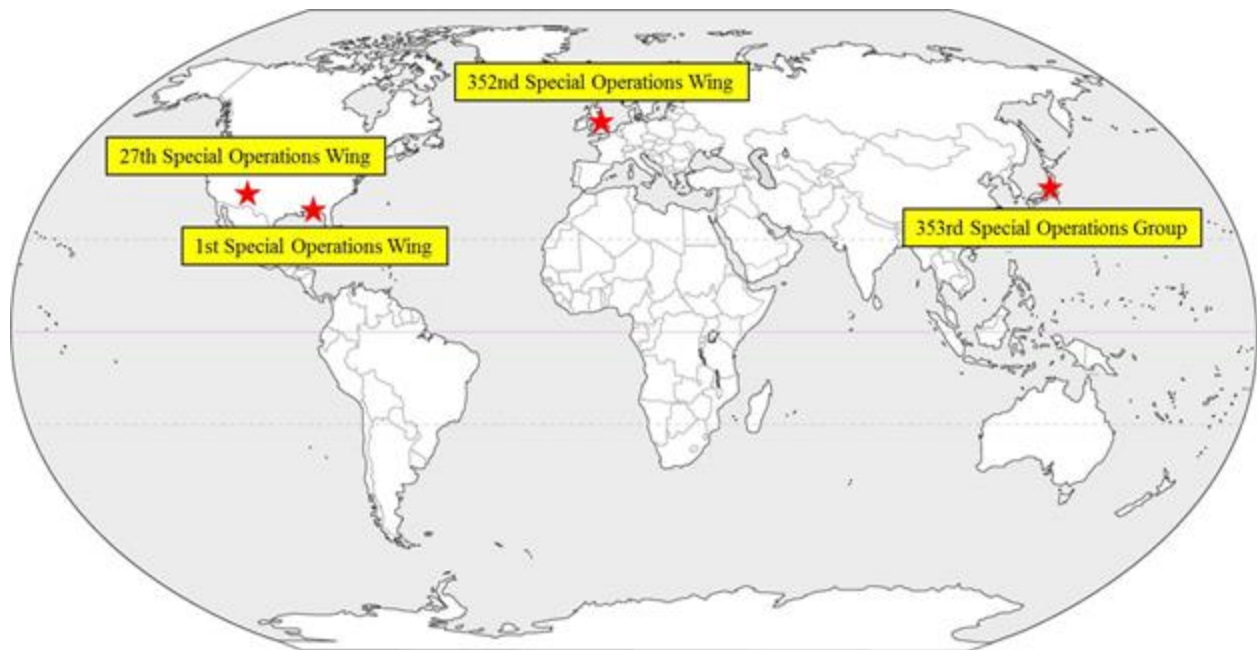 352nd Special Operations Wing
27th Special Operations Wing
1st Special Operations Wing
353rd Special Operations Group